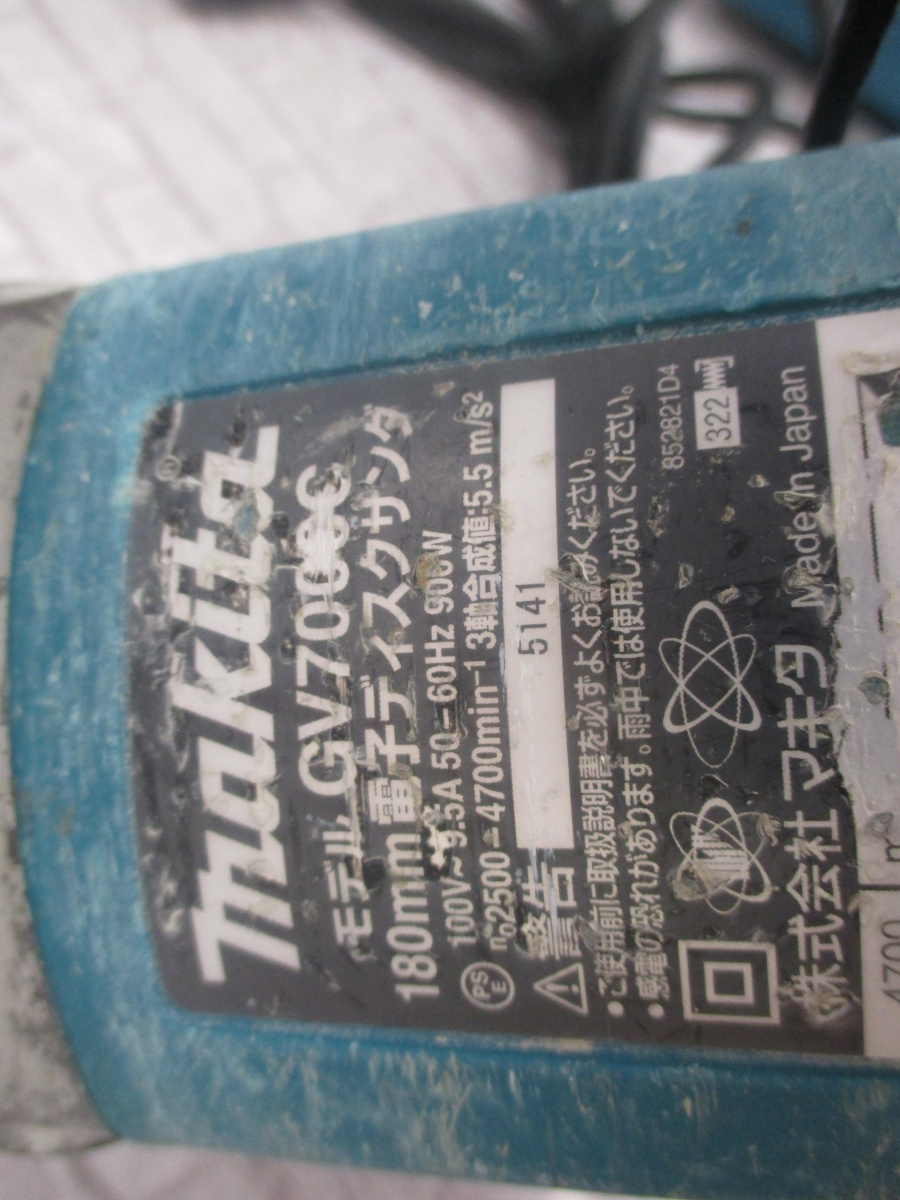 makita®
モデル GV7000C
180mm 電子ディスクサンダ
PSE 100V~9.5A 50-60Hz 900W
n₀2500-4700min⁻¹ 3軸合成値:5.5 m/s²
警告 5141
•ご使用前に取扱説明書を必ずよくお読みください。
•感電の恐れがあります。雨中では使用しないでください。
852821D4
322
株式会社 マキタ Made in Japan
4700